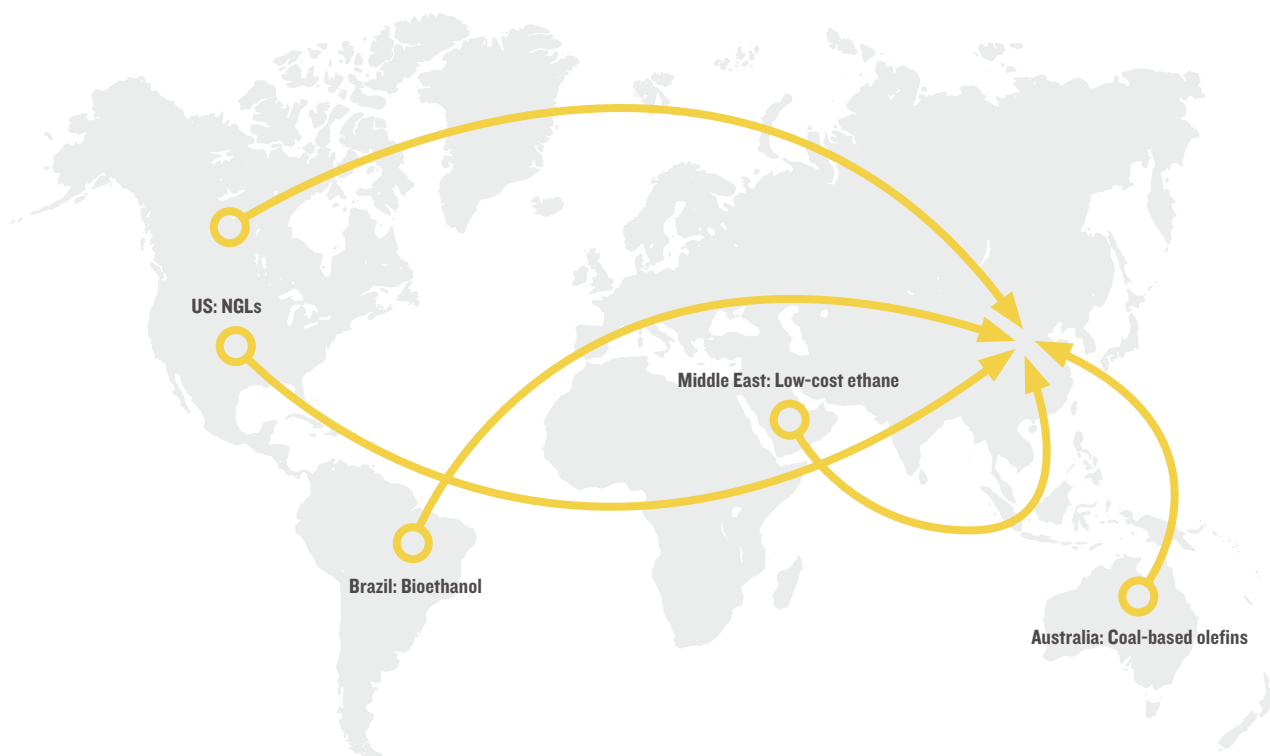 US: NGLs
Middle East: Low-cost ethane
Brazil: Bioethanol
Australia: Coal-based olefins